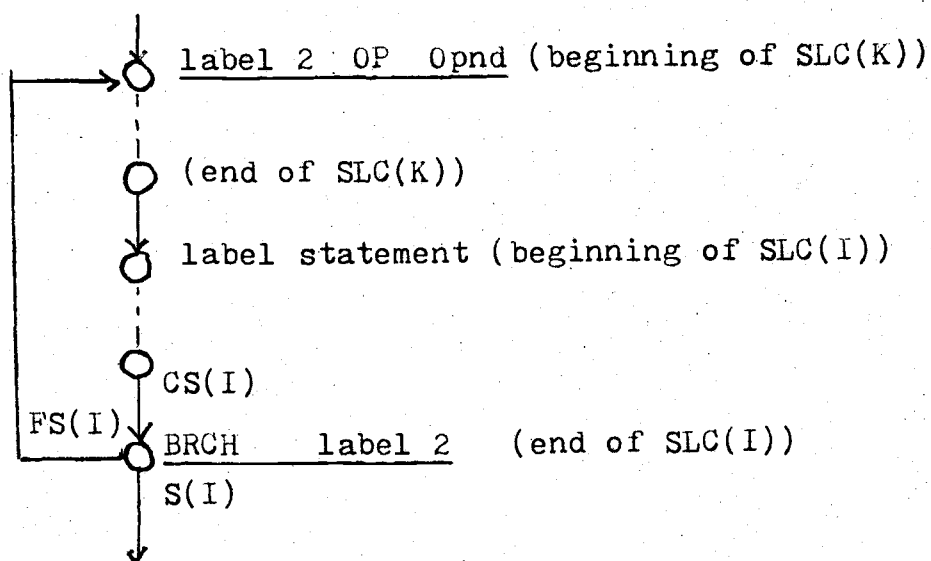 label 2 OP Opnd (beginning of SLC(K))
(end of SLC(K))
label statement (beginning of SLC(I))
CS(I)
FS(I)
BRCH label 2 (end of SLC(I))
S(I)